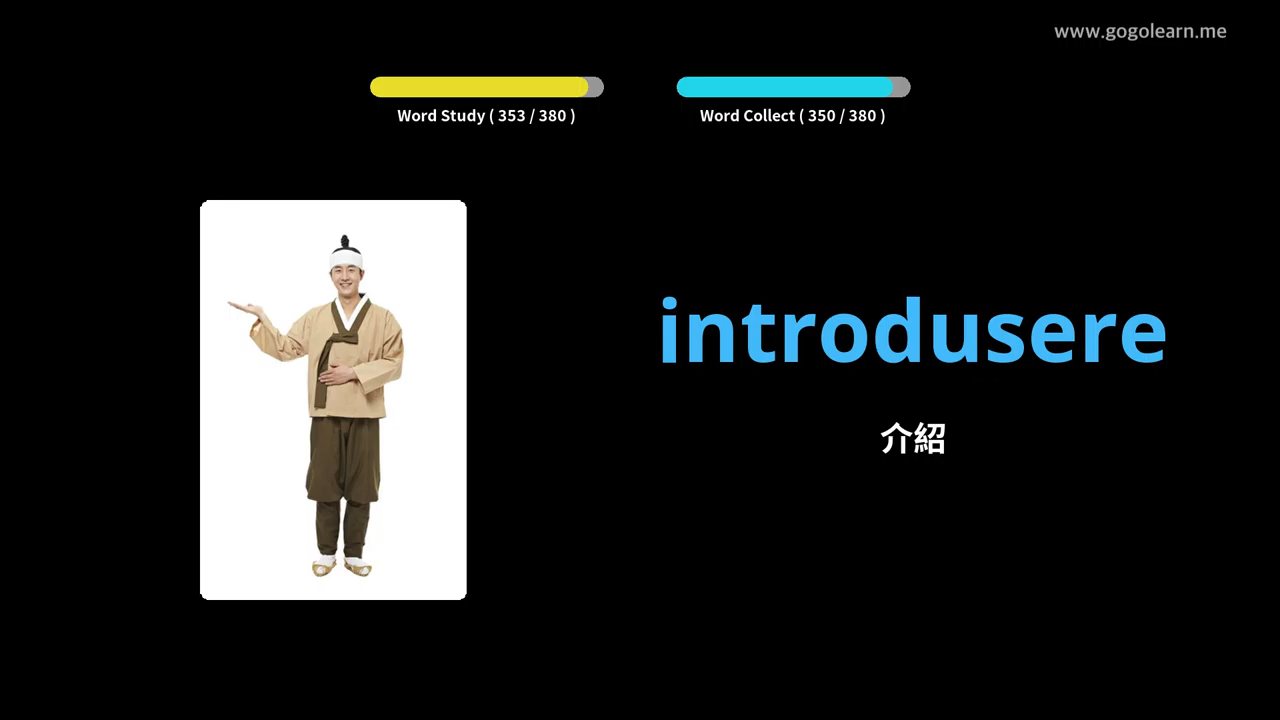 www.gogolearn.me
Word Study ( 353 / 380 )
Word Collect ( 350 / 380 )
introdusere
介紹